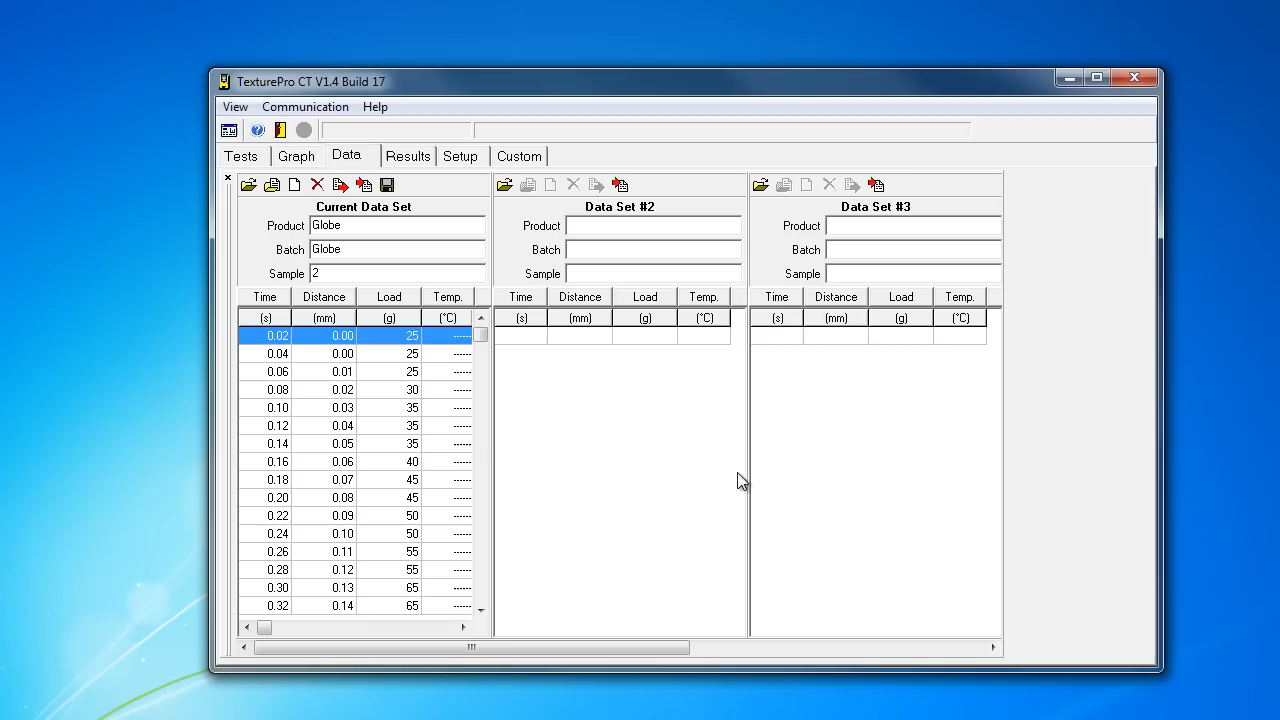 TexturePro CT V1.4 Build 17
View Communication Help
Tests Graph Data Results Setup Custom
Current Data Set Data Set #2 Data Set #3
Product Globe Product Product
Batch Globe Batch Batch
Sample 2 Sample Sample
Time Distance Load Temp. Time Distance Load Temp. Time Distance Load Temp.
(s) (mm) (g) (°C) (s) (mm) (g) (°C) (s) (mm) (g) (°C)
0.02 0.00 25 -----
0.04 0.00 25 -----
0.06 0.01 25 -----
0.08 0.02 30 -----
0.10 0.03 35 -----
0.12 0.04 35 -----
0.14 0.05 35 -----
0.16 0.06 40 -----
0.18 0.07 45 -----
0.20 0.08 45 -----
0.22 0.09 50 -----
0.24 0.10 50 -----
0.26 0.11 55 -----
0.28 0.12 55 -----
0.30 0.13 65 -----
0.32 0.14 65 -----